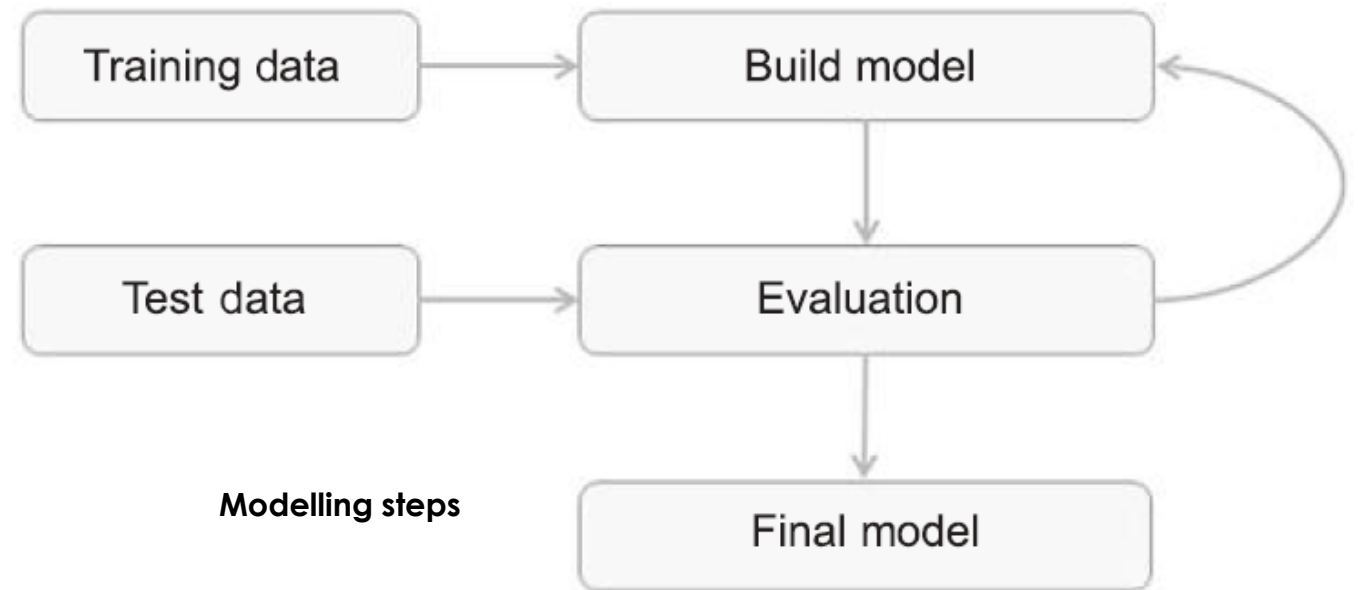 Training data
Build model
Test data
Evaluation
Modelling steps
Final model